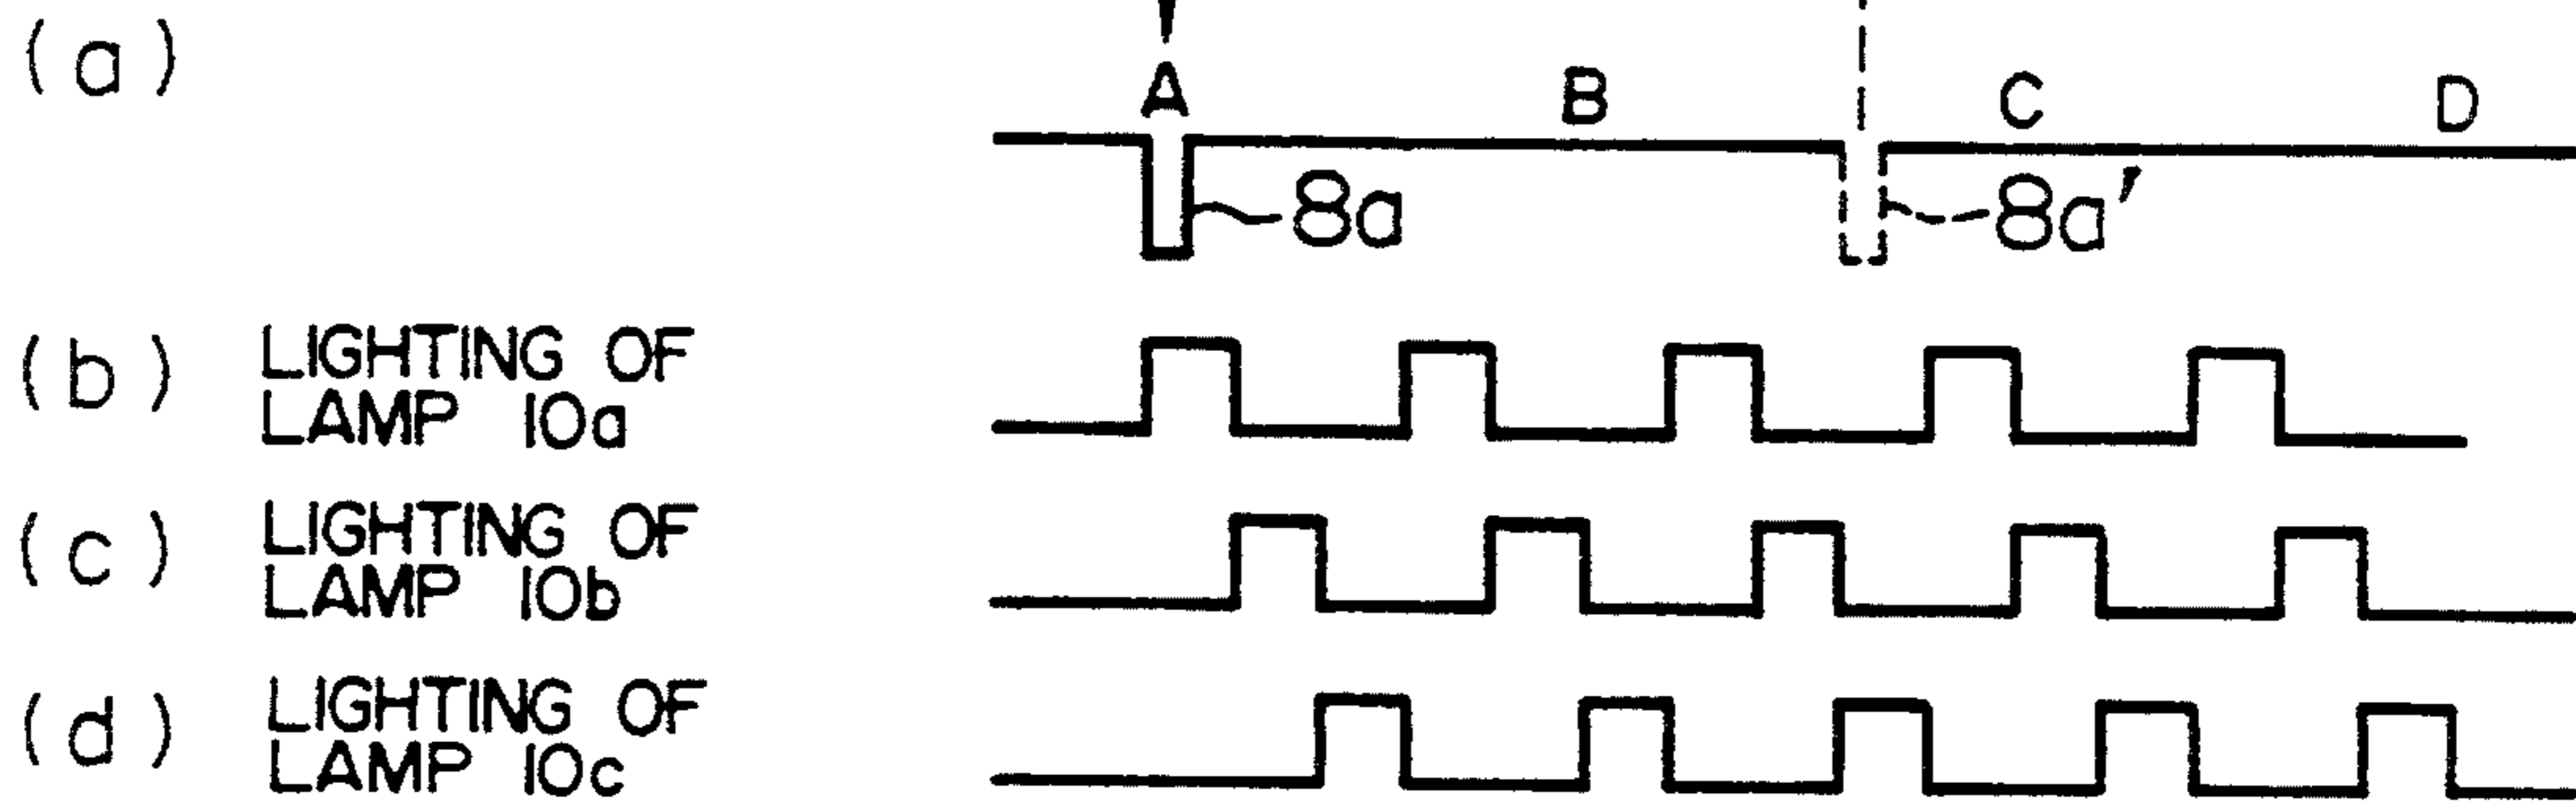 (a)
A B C D
8a 8a'
(b) LIGHTING OF
LAMP 10a
(c) LIGHTING OF
LAMP 10b
(d) LIGHTING OF
LAMP 10c